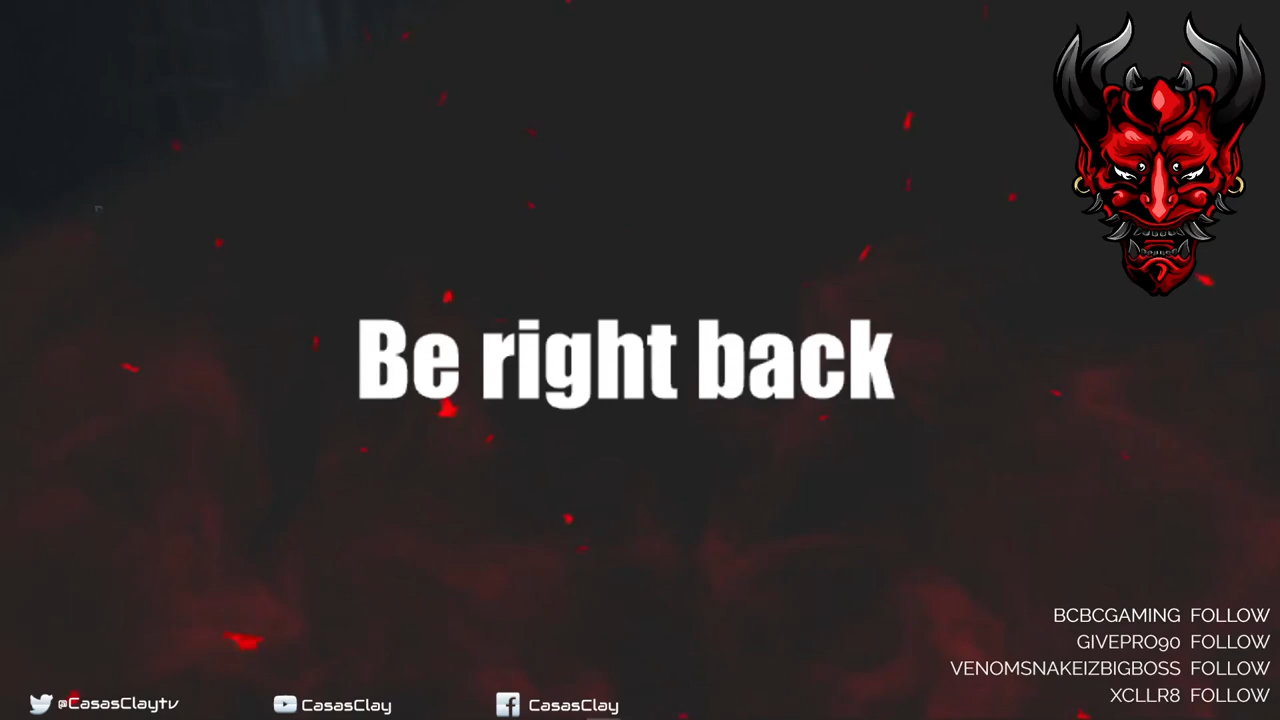 Be right back
BCBCGAMING FOLLOW
GIVEPRO90 FOLLOW
VENOMSNAKEIZBIGBOSS FOLLOW
XCLLR8 FOLLOW
@CasasClaytv CasasClay CasasClay